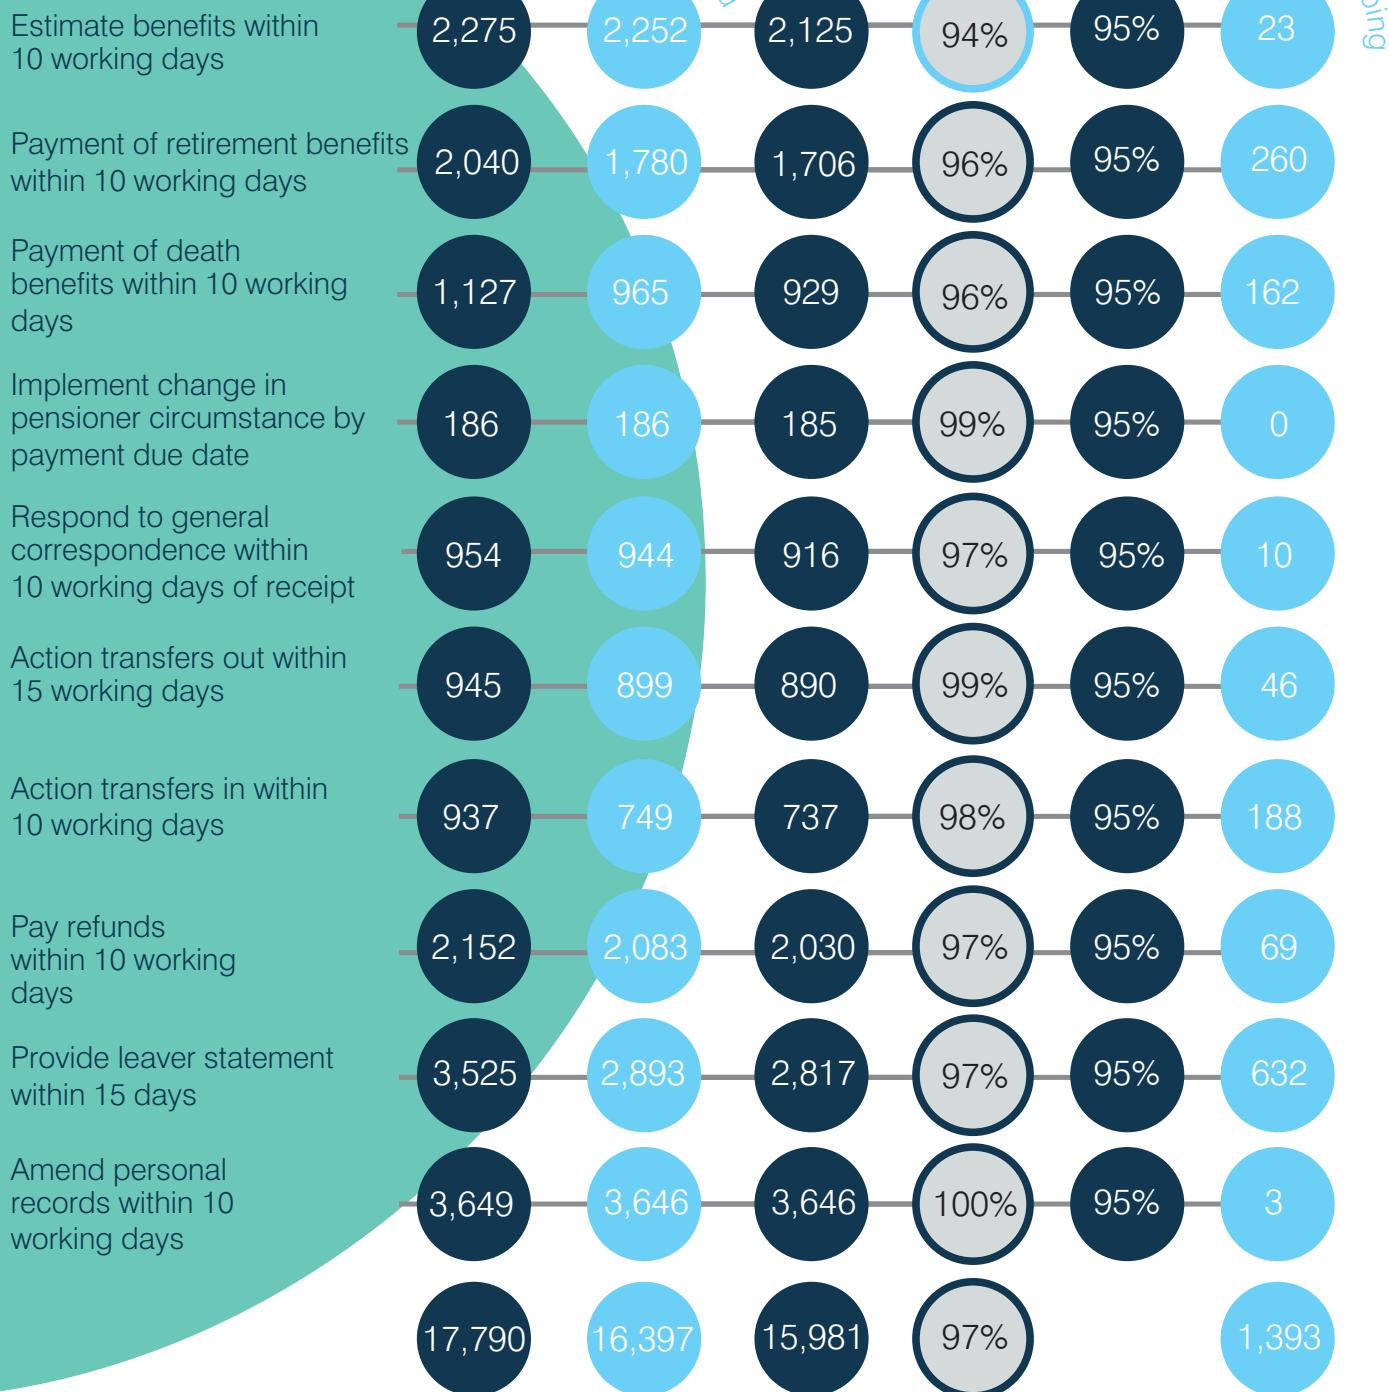 Estimate benefits within
10 working days
2,275 2,252 2,125 94% 95% 23
Payment of retirement benefits
within 10 working days
2,040 1,780 1,706 96% 95% 260
Payment of death
benefits within 10 working
days
1,127 965 929 96% 95% 162
Implement change in
pensioner circumstance by
payment due date
186 186 185 99% 95% 0
Respond to general
correspondence within
10 working days of receipt
954 944 916 97% 95% 10
Action transfers out within
15 working days
945 899 890 99% 95% 46
Action transfers in within
10 working days
937 749 737 98% 95% 188
Pay refunds
within 10 working
days
2,152 2,083 2,030 97% 95% 69
Provide leaver statement
within 15 days
3,525 2,893 2,817 97% 95% 632
Amend personal
records within 10
working days
3,649 3,646 3,646 100% 95% 3
17,790 16,397 15,981 97% 1,393